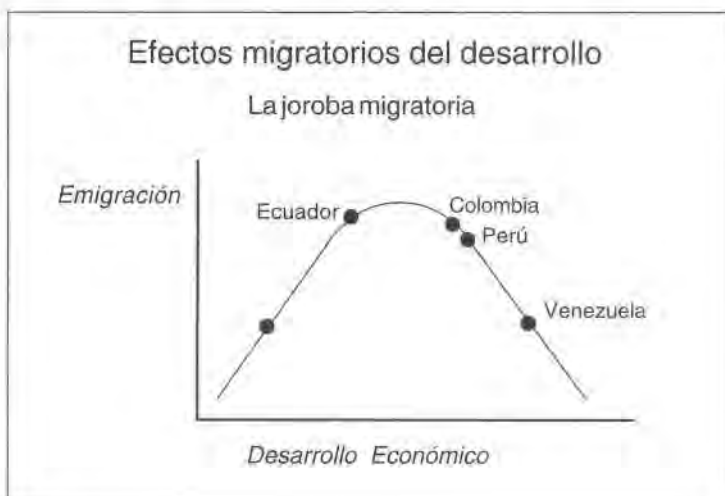 Efectos migratorios del desarrollo
La joroba migratoria
Emigración
Ecuador
Colombia
Perú
Venezuela
Desarrollo Económico